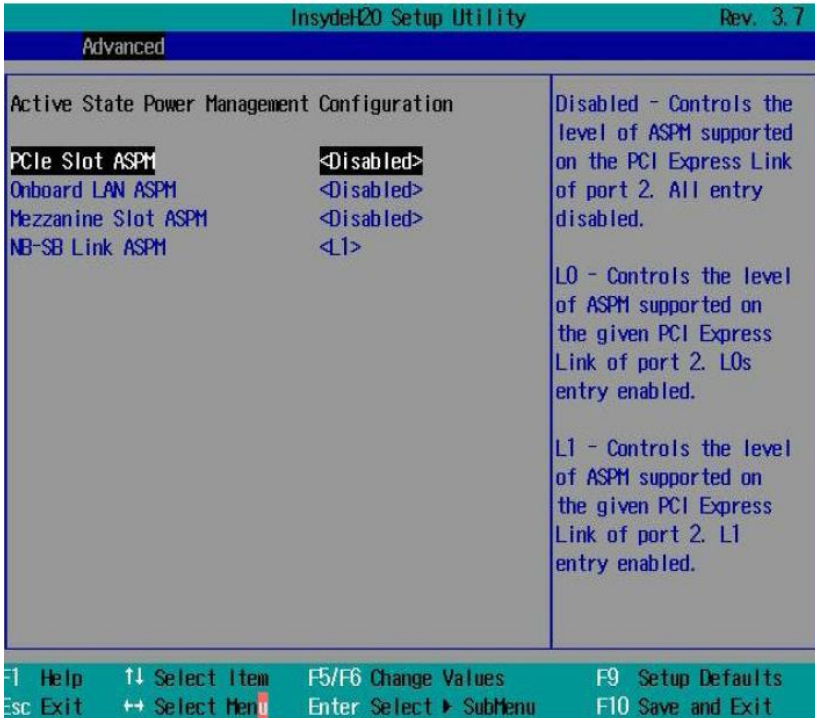 InsydeH2O Setup Utility Rev. 3.7
Advanced
Active State Power Management Configuration
PCIe Slot ASPM <Disabled>
Onboard LAN ASPM <Disabled>
Mezzanine Slot ASPM <Disabled>
NB-SB Link ASPM <L1>
Disabled - Controls the
level of ASPM supported
on the PCI Express Link
of port 2. All entry
disabled.
L0 - Controls the level
of ASPM supported on
the given PCI Express
Link of port 2. L0s
entry enabled.
L1 - Controls the level
of ASPM supported on
the given PCI Express
Link of port 2. L1
entry enabled.
F1 Help ↑↓ Select Item F5/F6 Change Values F9 Setup Defaults
Esc Exit ↔ Select Menu Enter Select ▶ SubMenu F10 Save and Exit